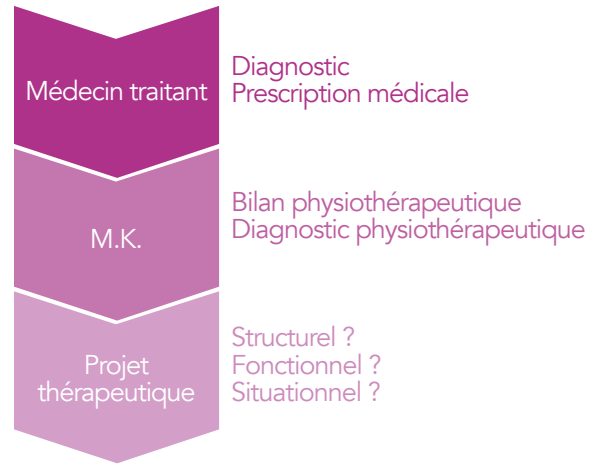 Médecin traitant
Diagnostic
Prescription médicale
M.K.
Bilan physiothérapeutique
Diagnostic physiothérapeutique
Projet
thérapeutique
Structurel ?
Fonctionnel ?
Situationnel ?